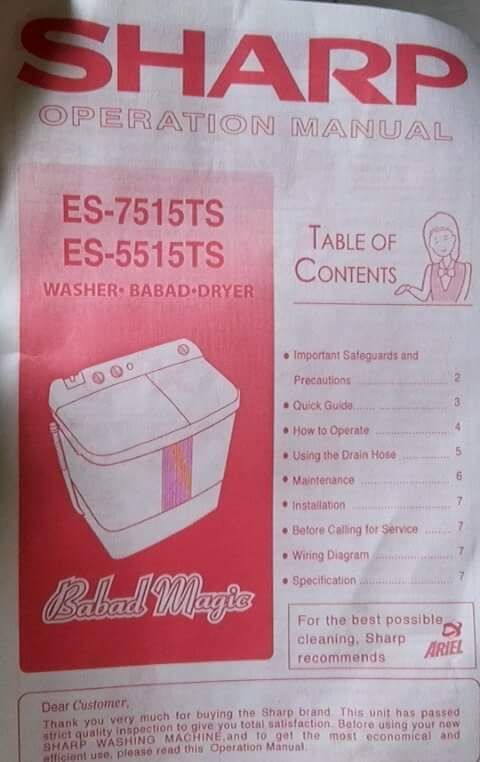 SHARP
OPERATION MANUAL
ES-7515TS
ES-5515TS
WASHER• BABAD•DRYER
TABLE OF
CONTENTS
• Important Safeguards and
Precautions .......................... 2
• Quick Guide....................... 3
• How to Operate ................... 4
• Using the Drain Hose ............ 5
• Maintenance ....................... 6
• Installation ........................ 7
• Before Calling for Service ....... 7
• Wiring Diagram .................. 7
• Specification ....................... 7
Babad Magic
For the best possible
cleaning, Sharp
recommends
ARIEL
Dear Customer,
Thank you very much for buying the Sharp brand. This unit has passed
strict quality inspection to give you total satisfaction. Before using your new
SHARP WASHING MACHINE,and to get the most economical and
efficient use, please read this Operation Manual.